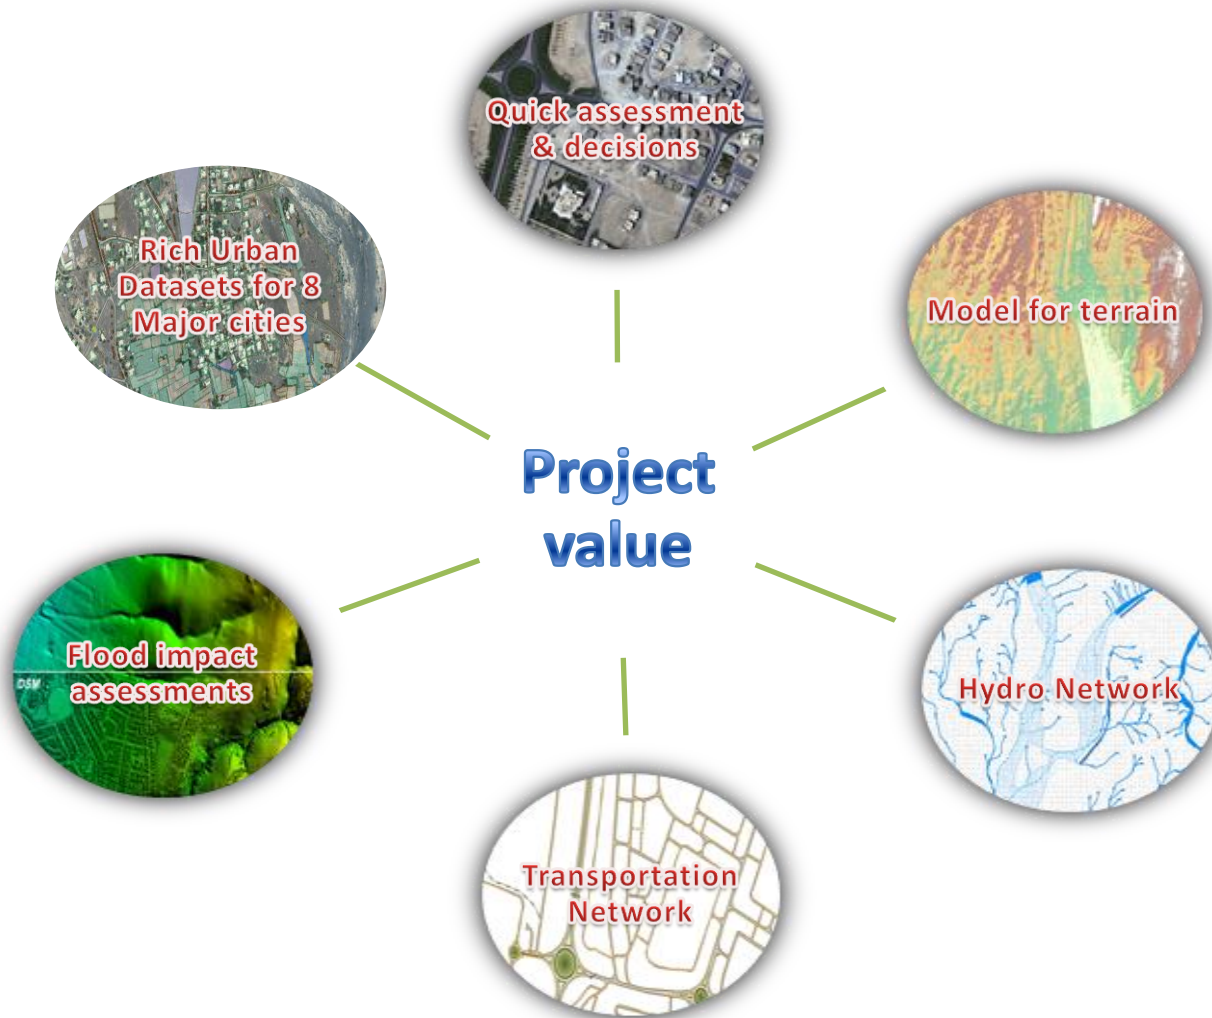 Quick assessment
& decisions
Rich Urban
Datasets for 8
Major cities
Model for terrain
Project
value
Flood impact
assessments
DSM
Hydro Network
Transportation
Network